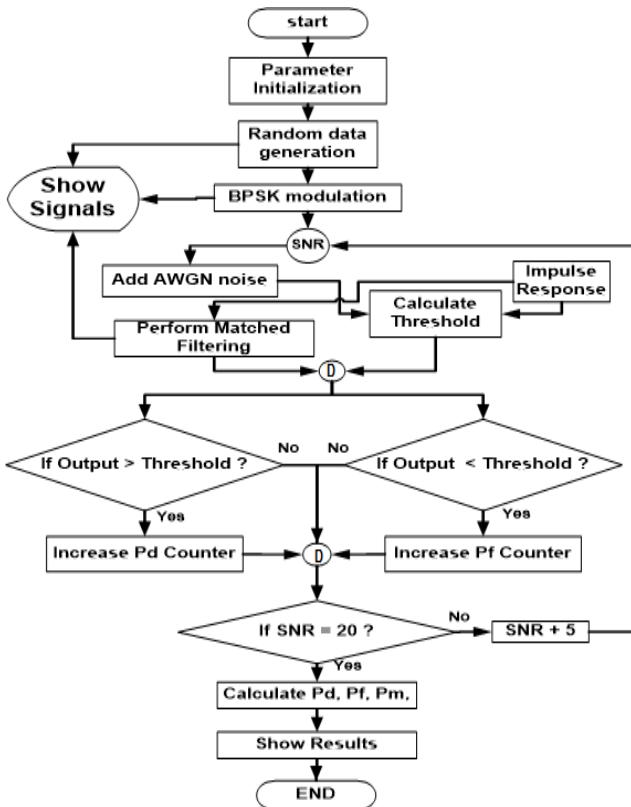 start
Parameter
Initialization
Random data
generation
Show
Signals
BPSK modulation
SNR
Add AWGN noise
Impulse
Response
Calculate
Threshold
Perform Matched
Filtering
D
If Output > Threshold ?
No
No
If Output < Threshold ?
Yes
Yes
Increase Pd Counter
D
Increase Pf Counter
If SNR = 20 ?
No
SNR + 5
Yes
Calculate Pd, Pf, Pm,
Show Results
END